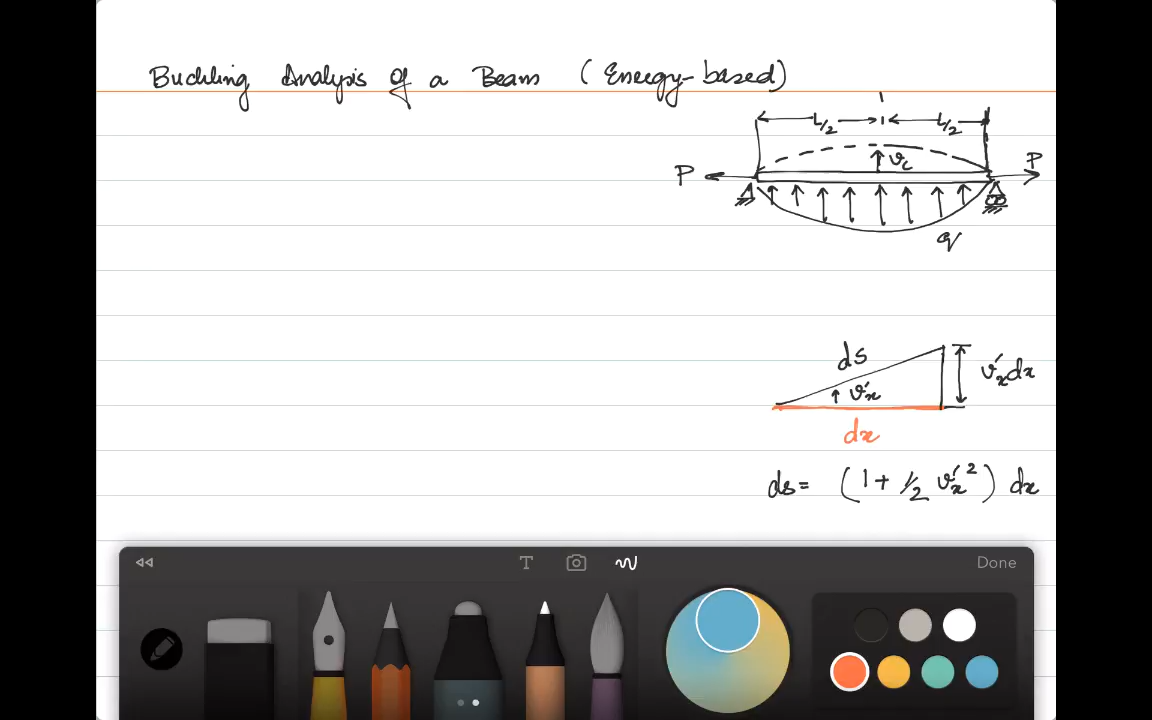 Buckling Analysis of a Beam (Energy-based)
L/2 L/2
P v_c P
q
ds v'_x v'_x dx
dx
ds = (1 + 1/2 v'_x ²) dx
T Done